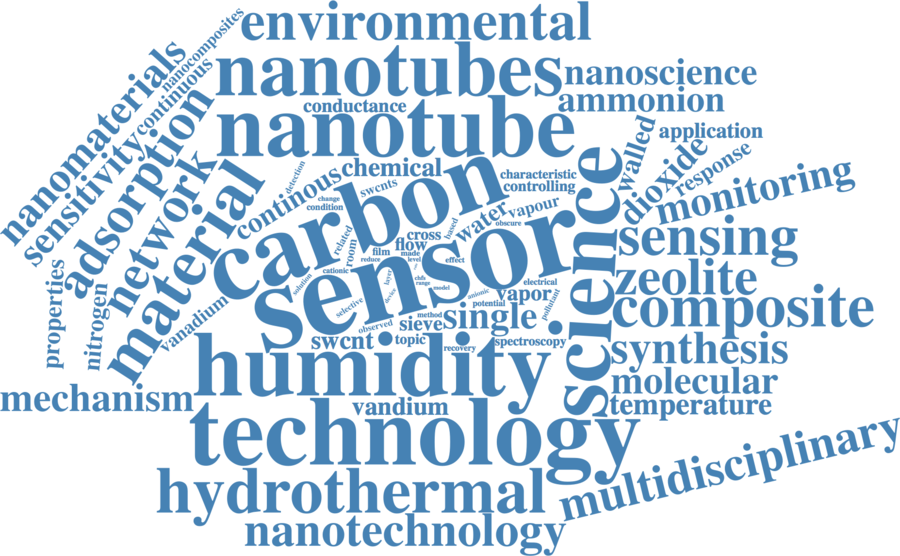 environmental
nanocomposites
nanomaterials
continuous
nanotubes
nanoscience
conductance
ammonion
nanotube
sensitivity
adsorption
walled
application
dioxide
response
network
detection
chemical
carbon
characteristic
controlling
swcnts
material
continous
change
condition
science
monitoring
vapour
water
obscure
based
related
room
cross
flow
film
made
reduce
level
effect
sensor
sensing
cationic
layer
solution
chfs
range
model
device
electrical
zeolite
properties
nitrogen
vanadium
selective
anionic
vapor
potential
pollutant
composite
method
single
observed
sieve
swcnt
topic
recovery
spectroscopy
synthesis
humidity
molecular
mechanism
vandium
temperature
technology
multidisciplinary
hydrothermal
nanotechnology